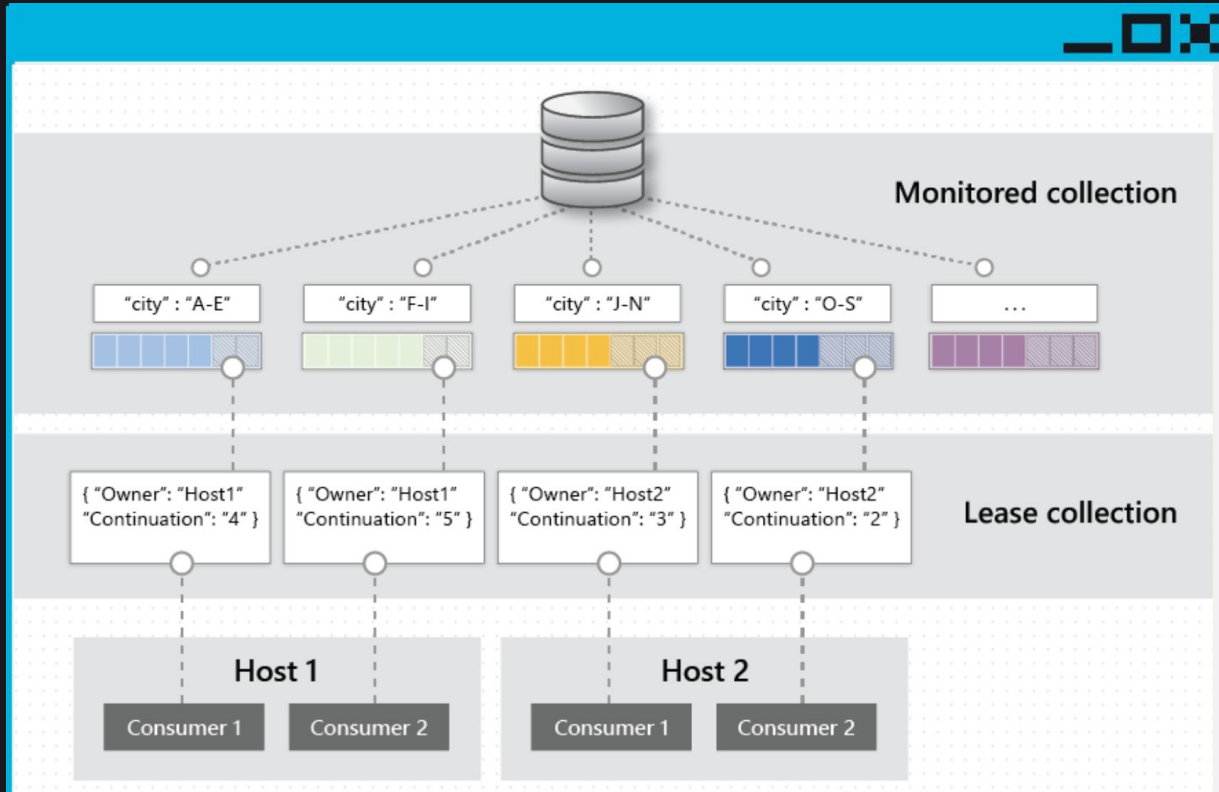 Monitored collection
“city” : “A-E”
“city” : “F-I”
“city” : “J-N”
“city” : “O-S”
...
{ “Owner”: “Host1”
“Continuation”: “4” }
{ “Owner”: “Host1”
“Continuation”: “5” }
{ “Owner”: “Host2”
“Continuation”: “3” }
{ “Owner”: “Host2”
“Continuation”: “2” }
Lease collection
Host 1
Consumer 1
Consumer 2
Host 2
Consumer 1
Consumer 2